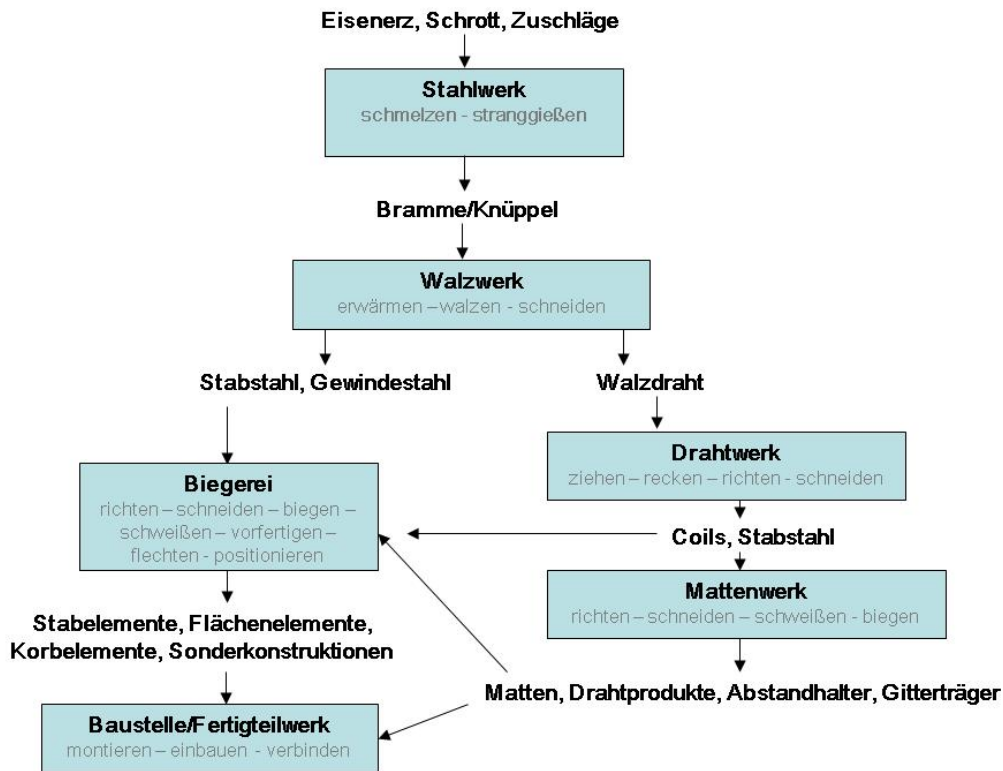 Eisenerz, Schrott, Zuschläge
Stahlwerk
schmelzen - stranggießen
Bramme/Knüppel
Walzwerk
erwärmen –walzen - schneiden
Stabstahl, Gewindestahl
Walzdraht
Drahtwerk
ziehen – recken – richten - schneiden
Biegerei
richten – schneiden – biegen –
schweißen – vorfertigen –
flechten - positionieren
Coils, Stabstahl
Mattenwerk
richten – schneiden – schweißen - biegen
Stabelemente, Flächenelemente,
Korbelemente, Sonderkonstruktionen
Matten, Drahtprodukte, Abstandhalter, Gitterträger
Baustelle/Fertigteilwerk
montieren – einbauen - verbinden